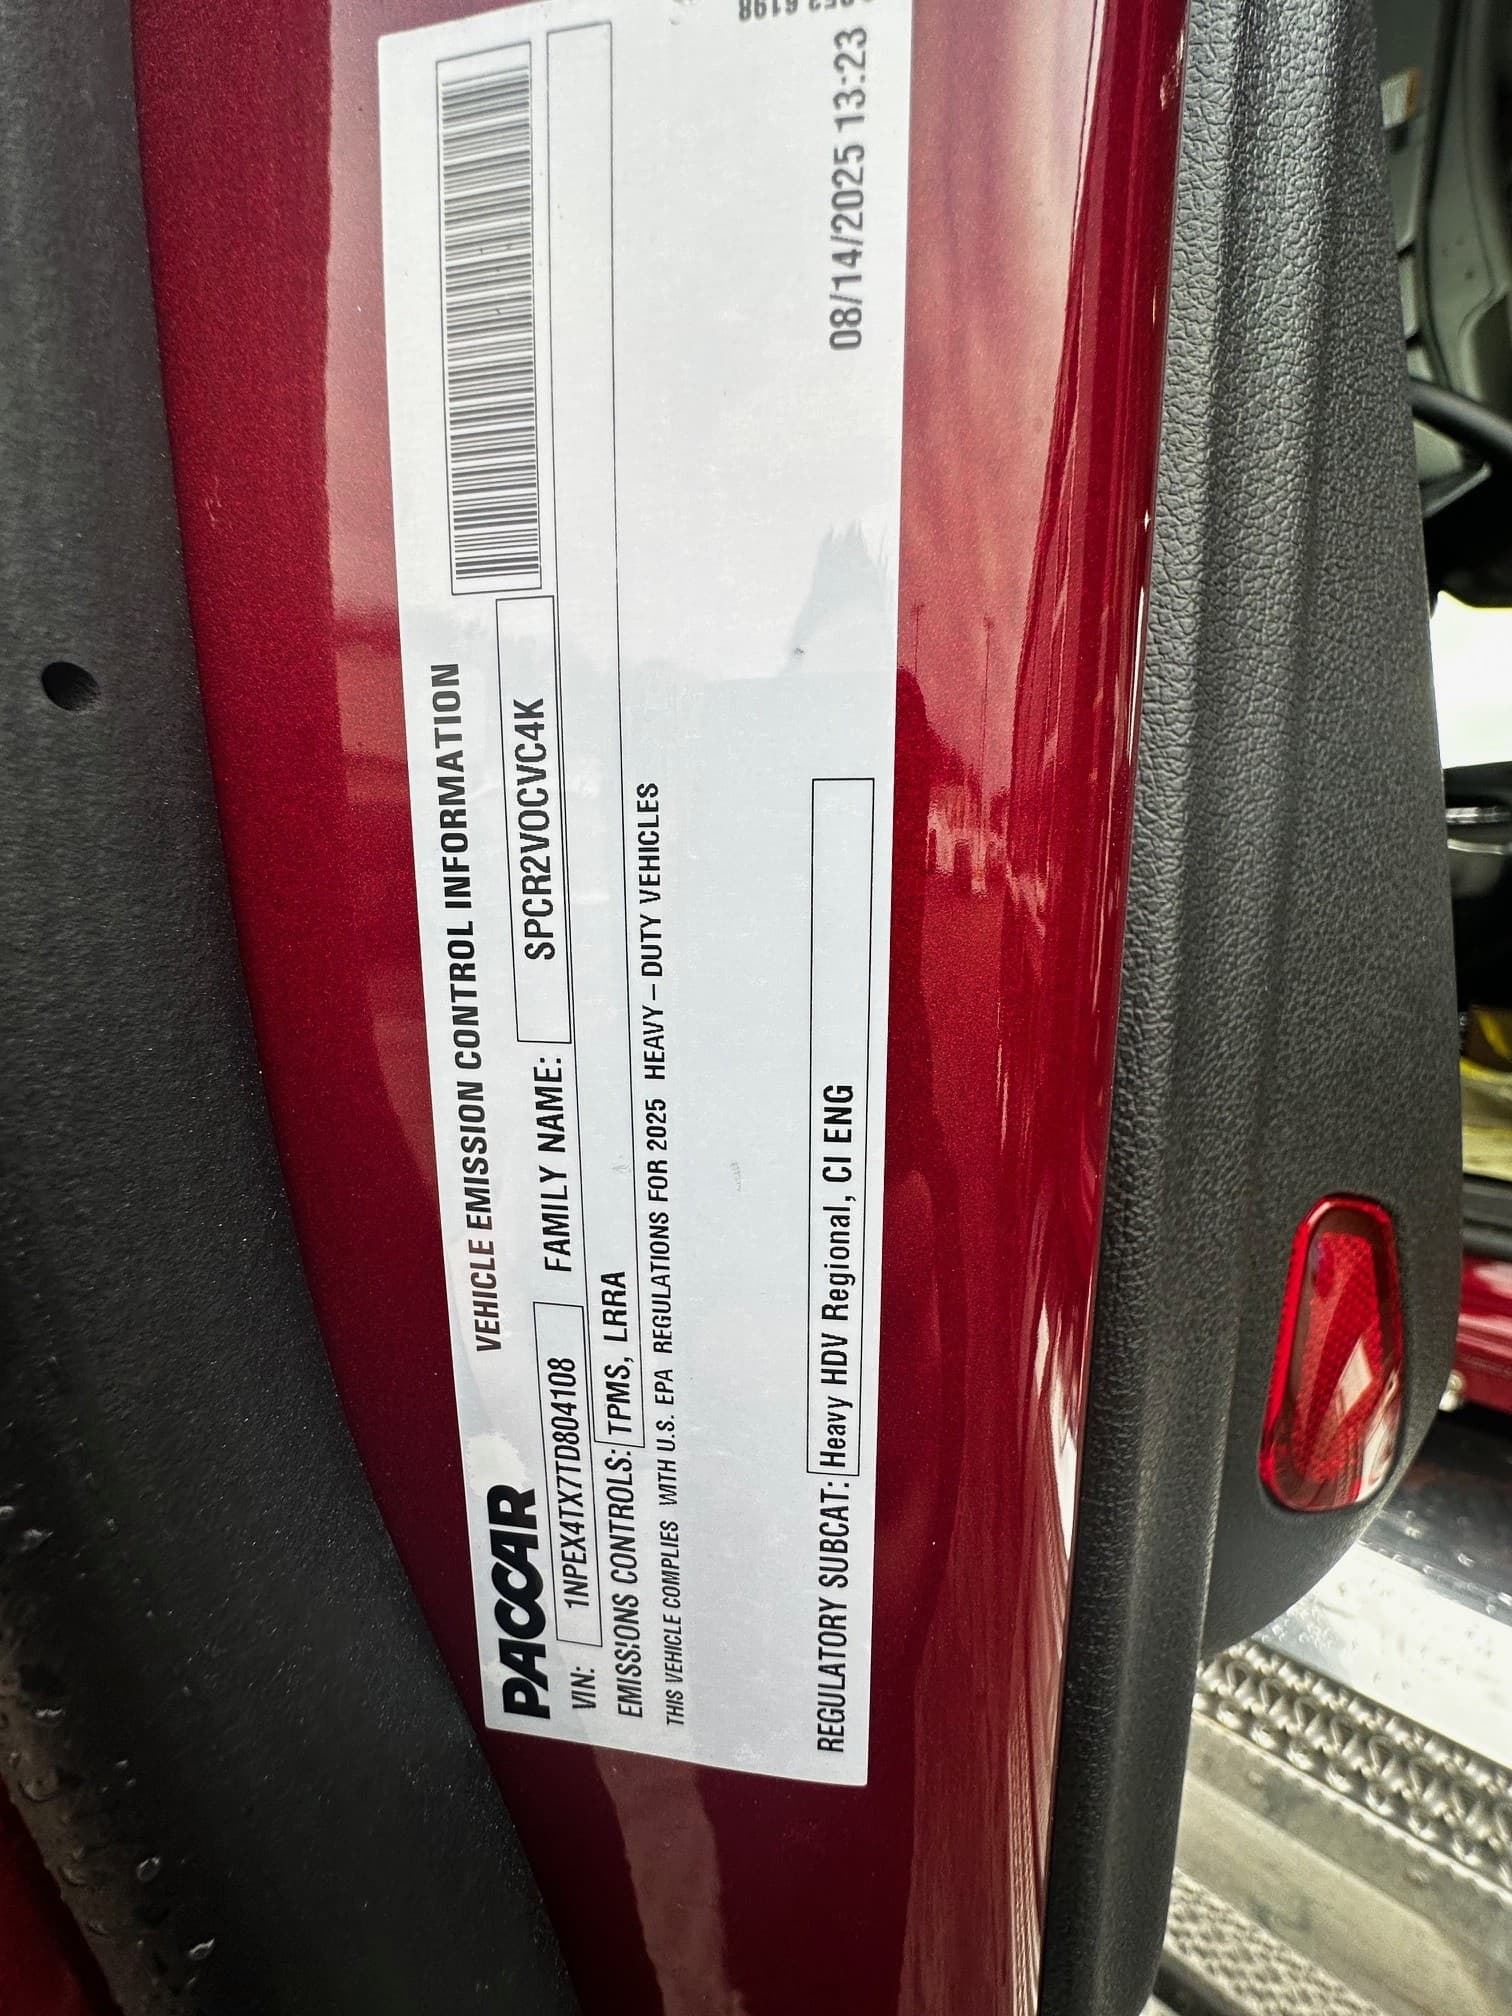 VEHICLE EMISSION CONTROL INFORMATION
PACCAR
VIN: 1NPEX4TX7TD804108 FAMILY NAME: SPCR2VOCVC4K
EMISSIONS CONTROLS: TPMS, LRRA
THIS VEHICLE COMPLIES WITH U.S. EPA REGULATIONS FOR 2025 HEAVY – DUTY VEHICLES
REGULATORY SUBCAT: Heavy HDV Regional, CI ENG
08/14/2025 13:23